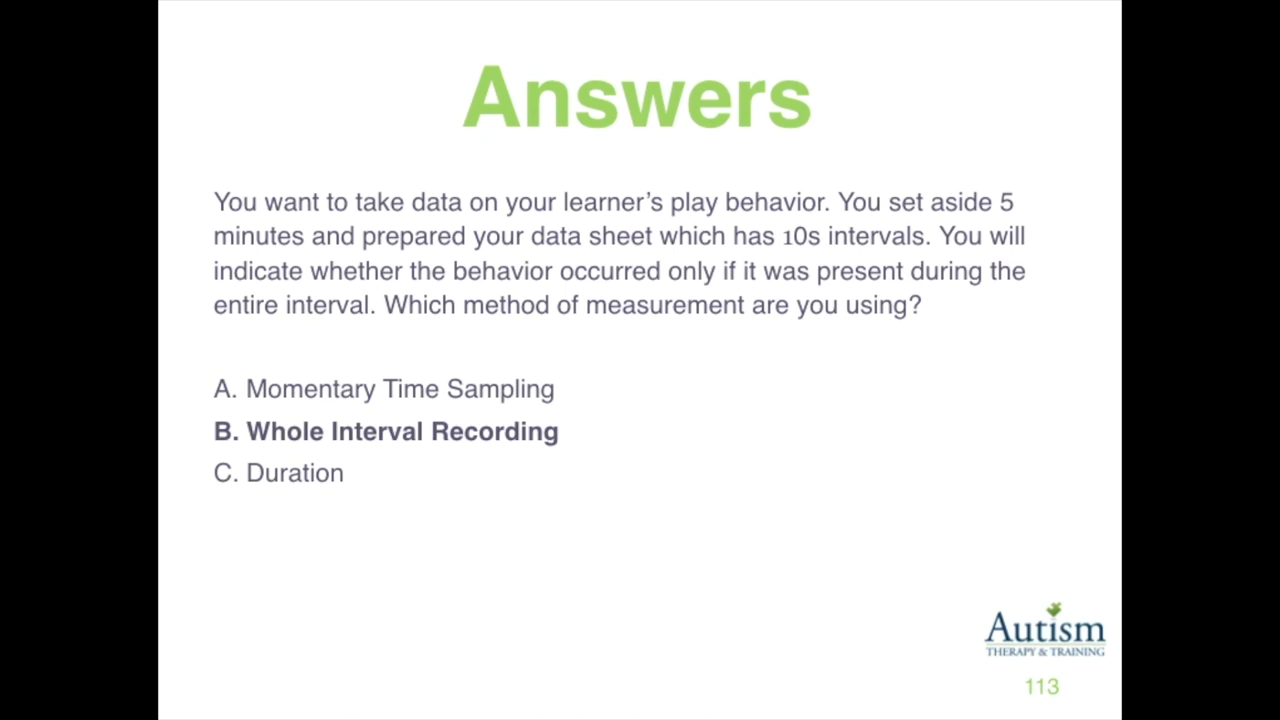 Answers
You want to take data on your learner’s play behavior. You set aside 5
minutes and prepared your data sheet which has 10s intervals. You will
indicate whether the behavior occurred only if it was present during the
entire interval. Which method of measurement are you using?
A. Momentary Time Sampling
B. Whole Interval Recording
C. Duration
Autism
THERAPY & TRAINING
113